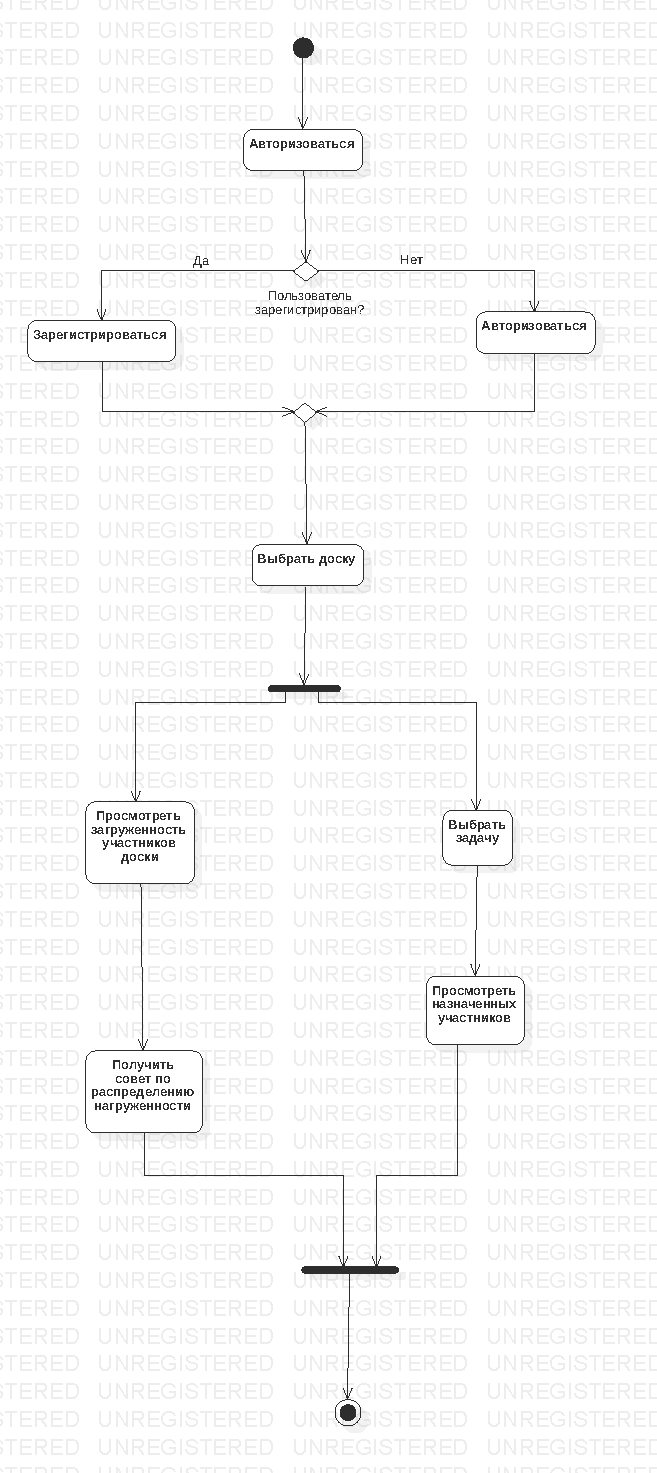 Авторизоваться
Да
Нет
Пользователь
зарегистрирован?
Зарегистрироваться
Авторизоваться
Выбрать доску
Просмотреть
загруженность
участников
доски
Выбрать
задачу
Просмотреть
назначенных
участников
Получить
совет по
распределению
нагруженности
UNREGISTERED